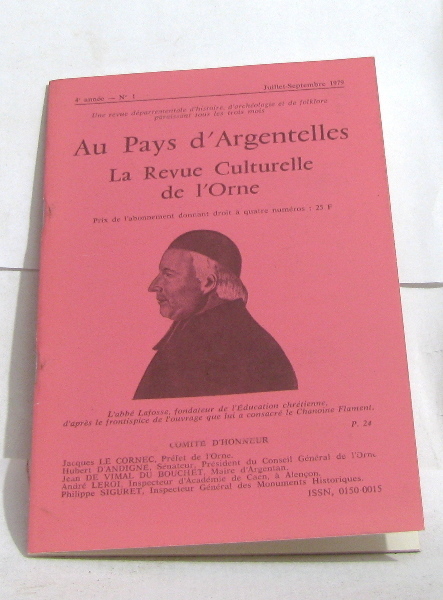 4e année — N° 1
Juillet-Septembre 1979
Une revue départementale d'histoire, d'archéologie et de folklore
paraissant tous les trois mois
Au Pays d'Argentelles
La Revue Culturelle
de l'Orne
Prix de l'abonnement donnant droit à quatre numéros : 25 F
L'abbé Lafosse, fondateur de l'Éducation chrétienne,
d'après le frontispice de l'ouvrage que lui a consacré le Chanoine Flament.
P. 24
COMITÉ D'HONNEUR
Jacques LE CORNEC, Préfet de l'Orne.
Hubert D'ANDIGNÉ, Sénateur, Président du Conseil Général de l'Orne
Jean DE VIMAL DU BOUCHET, Maire d'Argentan.
André LEROI, Inspecteur d'Académie de Caen, à Alençon.
Philippe SIGURET, Inspecteur Général des Monuments Historiques.
ISSN, 0150 0015